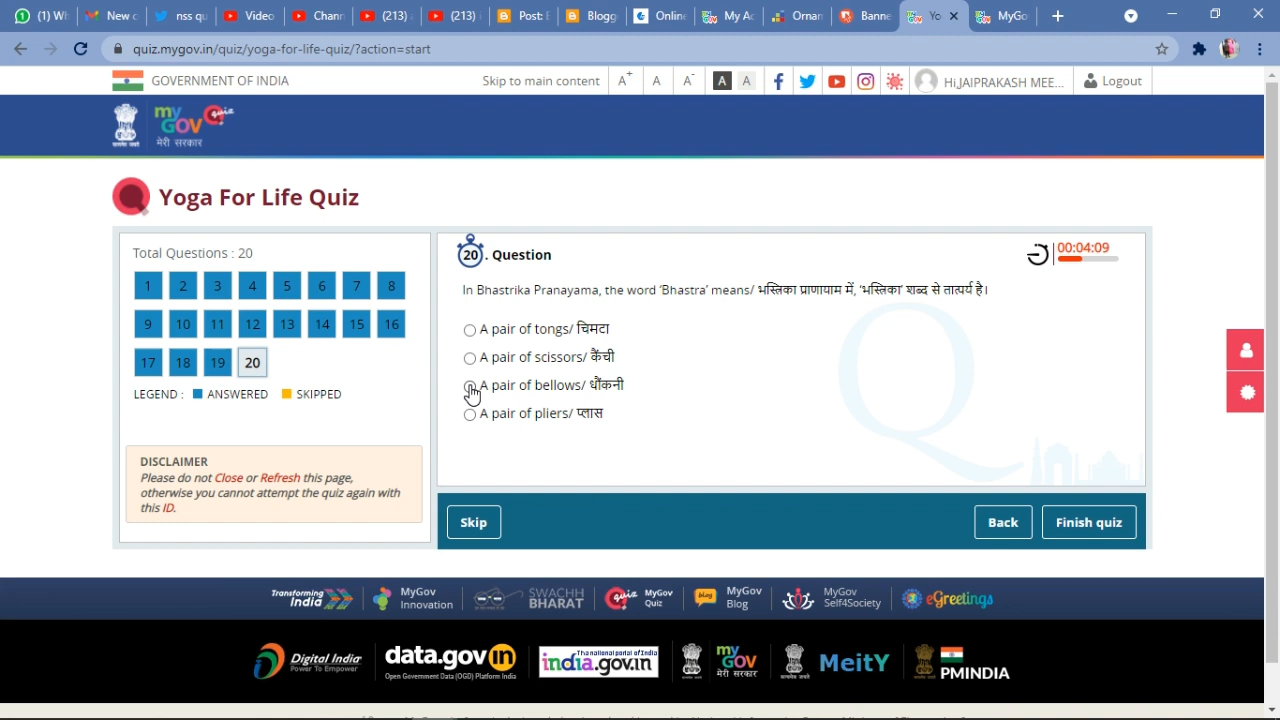 (1) Wh
New c
nss qu
Video
Chann
(213)
(213)
Post E
Blogg
Online
My Ac
Ornan
Banne
Yo
MyGo
quiz.mygov.in/quiz/yoga-for-life-quiz/?action=start
GOVERNMENT OF INDIA
Skip to main content
A+
A
A-
A
A
Hi,JAIPRAKASH MEE...
Logout
my GOV Quiz
मेरी सरकार
Yoga For Life Quiz
Total Questions : 20
1 2 3 4 5 6 7 8
9 10 11 12 13 14 15 16
17 18 19 20
LEGEND : ANSWERED SKIPPED
DISCLAIMER
Please do not Close or Refresh this page,
otherwise you cannot attempt the quiz again with
this ID.
20 . Question
00:04:09
In Bhastrika Pranayama, the word ‘Bhastra’ means/ भस्त्रिका प्राणायाम में, 'भस्त्रिका' शब्द से तात्पर्य है।
A pair of tongs/ चिमटा
A pair of scissors/ कैंची
A pair of bellows/ धौंकनी
A pair of pliers/ प्लास
Skip
Back
Finish quiz
Transforming India
MyGov Innovation
SWACHH BHARAT
quiz MyGov Quiz
blog MyGov Blog
MyGov Self4Society
eGreetings
Digital India
Power To Empower
data.gov in
Open Government Data (OGD) Platform India
The national portal of India
india.gov.in
my GOV
मेरी सरकार
MeitY
PMINDIA